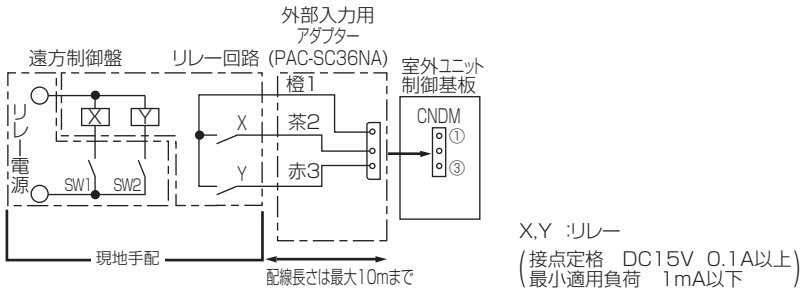 外部入力用
アダプター
遠方制御盤 リレー回路 (PAC-SC36NA)
室外ユニット
制御基板
橙1
CNDM
X Y X 茶2 ①
リレー電源
Y 赤3 ③
SW1 SW2
X,Y :リレー
現地手配
接点定格 DC15V 0.1A以上
配線長さは最大10mまで
最小適用負荷 1mA以下